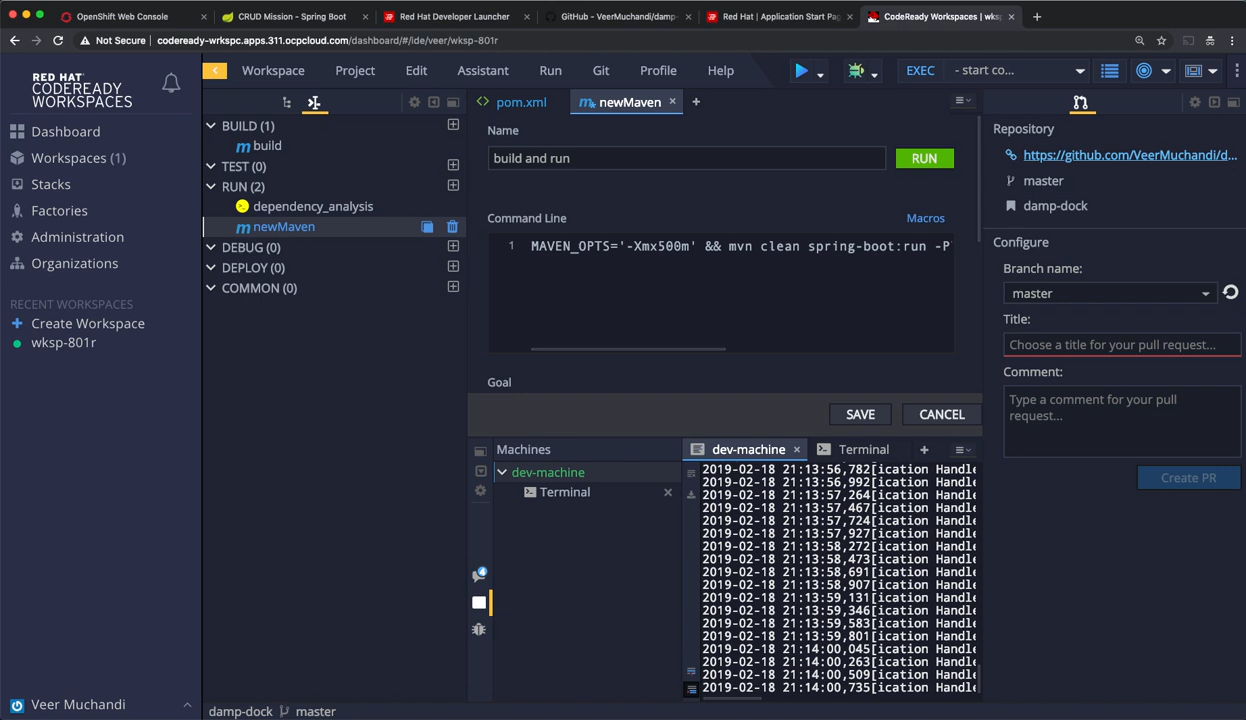 OpenShift Web Console
CRUD Mission - Spring Boot
Red Hat Developer Launcher
GitHub - VeerMuchandi/damp-
Red Hat | Application Start Pag
CodeReady Workspaces | wksp
Not Secure | codeready-wrkspc.apps.311.ocpcloud.com/dashboard/#/ide/veer/wksp-801r
RED HAT
CODEREADY
WORKSPACES
Dashboard
Workspaces (1)
Stacks
Factories
Administration
Organizations
RECENT WORKSPACES
Create Workspace
wksp-801r
Veer Muchandi
Workspace Project Edit Assistant Run Git Profile Help
EXEC - start co...
BUILD (1)
build
TEST (0)
RUN (2)
dependency_analysis
newMaven
DEBUG (0)
DEPLOY (0)
COMMON (0)
pom.xml
newMaven
Name
build and run
RUN
Command Line
Macros
1 MAVEN_OPTS='-Xmx500m' && mvn clean spring-boot:run -P
Goal
SAVE CANCEL
Machines
dev-machine
Terminal
dev-machine
Terminal
4
2019-02-18 21:13:56,782[ication Handle
2019-02-18 21:13:56,992[ication Handle
2019-02-18 21:13:57,264[ication Handle
2019-02-18 21:13:57,467[ication Handle
2019-02-18 21:13:57,724[ication Handle
2019-02-18 21:13:57,927[ication Handle
2019-02-18 21:13:58,272[ication Handle
2019-02-18 21:13:58,473[ication Handle
2019-02-18 21:13:58,691[ication Handle
2019-02-18 21:13:58,907[ication Handle
2019-02-18 21:13:59,131[ication Handle
2019-02-18 21:13:59,346[ication Handle
2019-02-18 21:13:59,583[ication Handle
2019-02-18 21:13:59,801[ication Handle
2019-02-18 21:14:00,045[ication Handle
2019-02-18 21:14:00,263[ication Handle
2019-02-18 21:14:00,509[ication Handle
2019-02-18 21:14:00,735[ication Handle
Repository
https://github.com/VeerMuchandi/d...
master
damp-dock
Configure
Branch name:
master
Title:
Choose a title for your pull request...
Comment:
Type a comment for your pull
request...
Create PR
damp-dock master